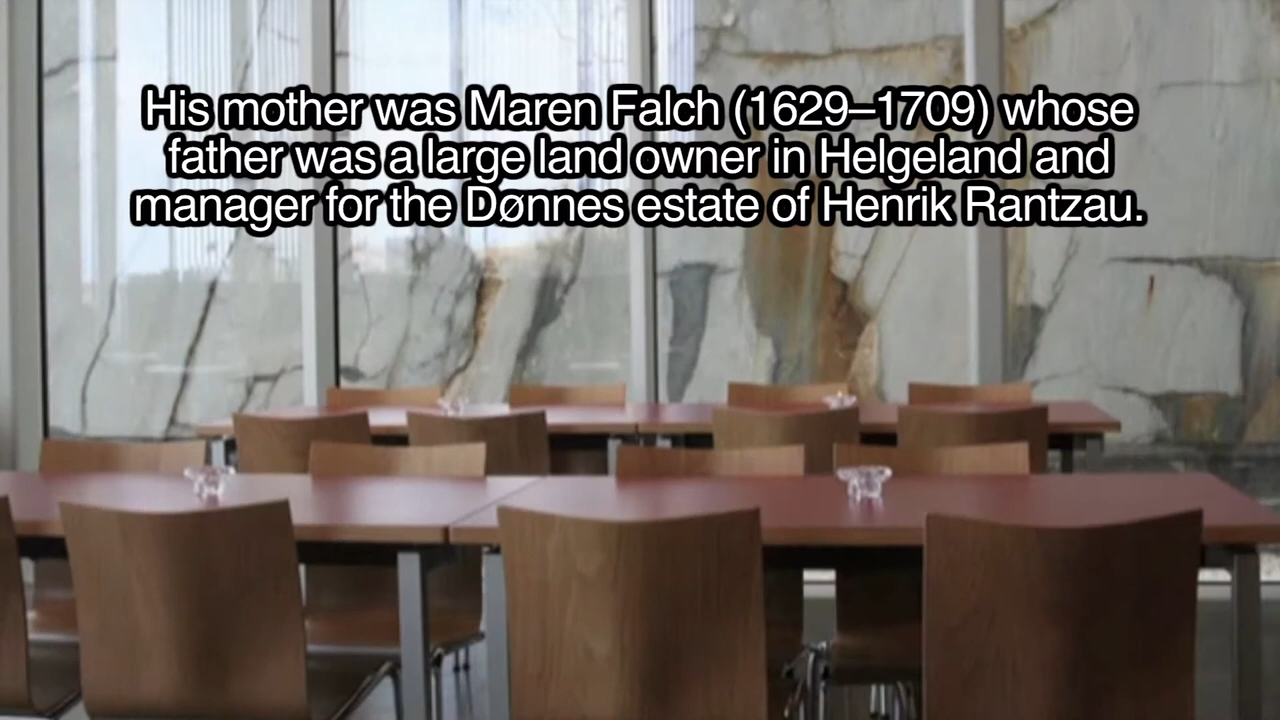 His mother was Maren Falch (1629–1709) whose
father was a large land owner in Helgeland and
manager for the Dønnes estate of Henrik Rantzau.